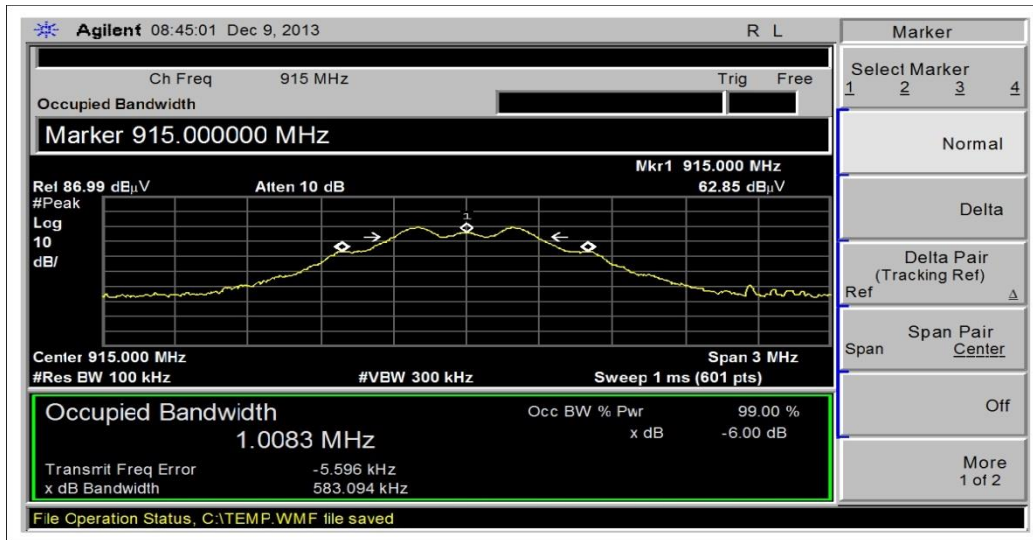 Agilent 08:45:01 Dec 9, 2013 R L
Ch Freq 915 MHz Trig Free
Occupied Bandwidth
Marker 915.000000 MHz
Mkr1 915.000 MHz
Ref 86.99 dBµV Atten 10 dB 62.85 dBµV
#Peak
Log
10
dB/
1
Center 915.000 MHz Span 3 MHz
#Res BW 100 kHz #VBW 300 kHz Sweep 1 ms (601 pts)
Occupied Bandwidth Occ BW % Pwr 99.00 %
1.0083 MHz x dB -6.00 dB
Transmit Freq Error -5.596 kHz
x dB Bandwidth 583.094 kHz
File Operation Status, C:\TEMP.WMF file saved
Marker
Select Marker
1 2 3 4
Normal
Delta
Delta Pair
(Tracking Ref)
Ref Δ
Span Pair
Span Center
Off
More
1 of 2